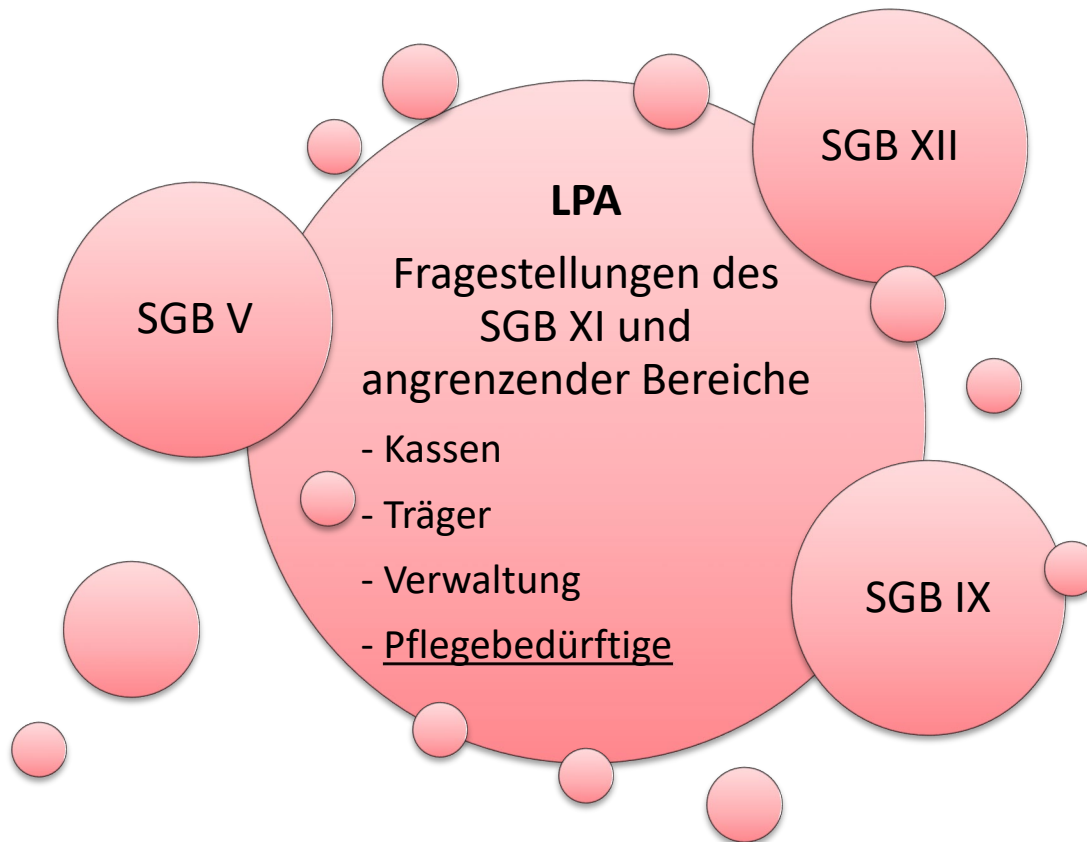 SGB XII
LPA
Fragestellungen des
SGB XI und
angrenzender Bereiche
SGB V
- Kassen
- Träger
- Verwaltung
- Pflegebedürftige
SGB IX